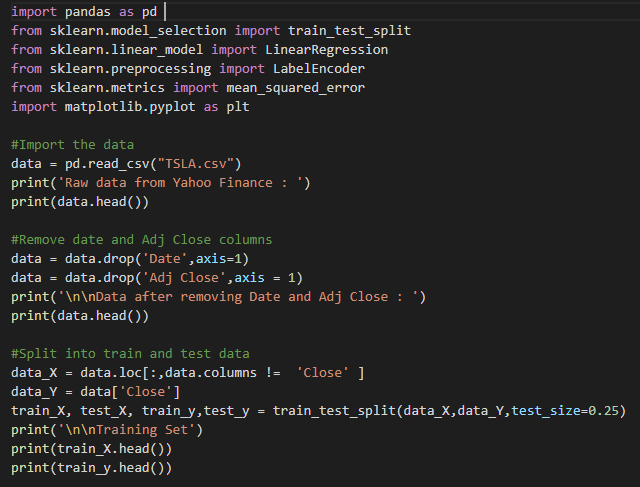 import pandas as pd
from sklearn.model_selection import train_test_split
from sklearn.linear_model import LinearRegression
from sklearn.preprocessing import LabelEncoder
from sklearn.metrics import mean_squared_error
import matplotlib.pyplot as plt

#Import the data
data = pd.read_csv("TSLA.csv")
print('Raw data from Yahoo Finance : ')
print(data.head())

#Remove date and Adj Close columns
data = data.drop('Date',axis=1)
data = data.drop('Adj Close',axis = 1)
print('\n\nData after removing Date and Adj Close : ')
print(data.head())

#Split into train and test data
data_X = data.loc[:,data.columns !=  'Close' ]
data_Y = data['Close']
train_X, test_X, train_y,test_y = train_test_split(data_X,data_Y,test_size=0.25)
print('\n\nTraining Set')
print(train_X.head())
print(train_y.head())